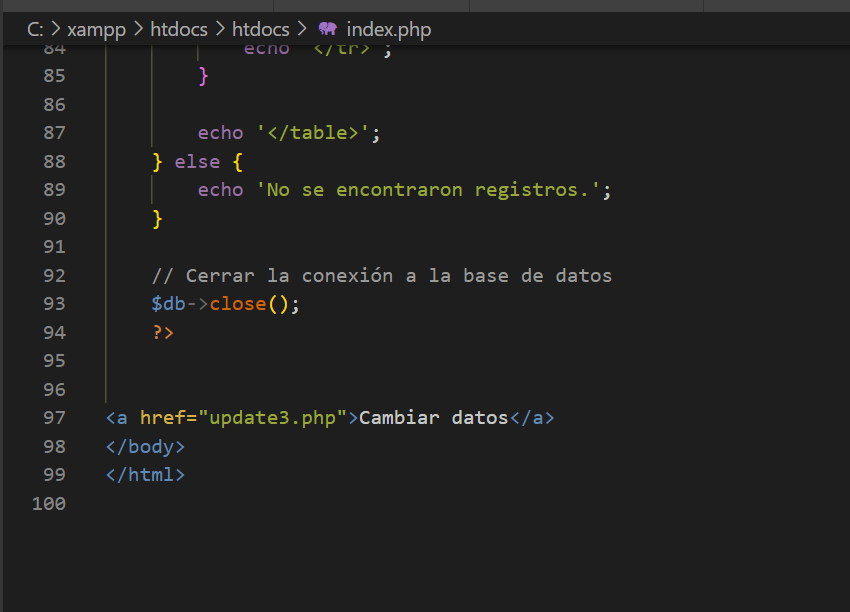 C: > xampp > htdocs > htdocs > index.php
84 echo '</tr>';
85 }
86
87 echo '</table>';
88 } else {
89 echo 'No se encontraron registros.';
90 }
91
92 // Cerrar la conexión a la base de datos
93 $db->close();
94 ?>
95
96
97 <a href="update3.php">Cambiar datos</a>
98 </body>
99 </html>
100